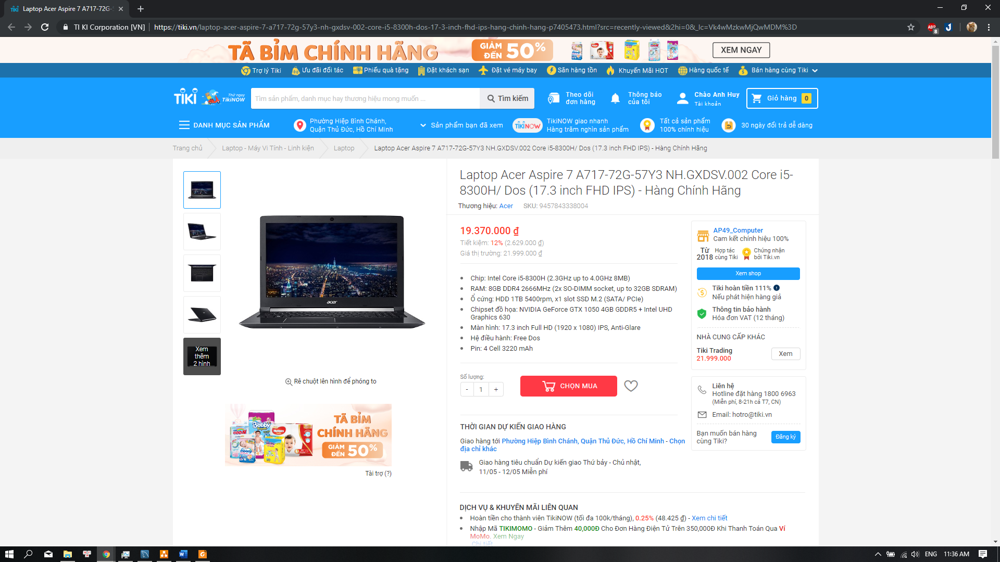 Laptop Acer Aspire 7 A717-72G-5
TI KI Corporation [VN] https://tiki.vn/laptop-acer-aspire-7-a717-72g-57y3-nh-gxdsv-002-core-i5-8300h-dos-17-3-inch-fhd-ips-hang-chinh-hang-p7405473.html?src=recently-viewed&2hi=0&_lc=Vk4wMzkwMjQwMDM%3D
ABP 8
TÃ BỈM CHÍNH HÃNG GIẢM ĐẾN 50% XEM NGAY
Trợ lý Tiki Ưu đãi đối tác Phiếu quà tặng Đặt khách sạn Đặt vé máy bay Săn hàng tồn Khuyến Mãi HOT Hàng quốc tế Bán hàng cùng Tiki
TIKI Thử ngay TikiNOW
Tìm sản phẩm, danh mục hay thương hiệu mong muốn ... Tìm kiếm
Theo dõi đơn hàng
Thông báo của tôi
Chào Anh Huy
Tài khoản
Giỏ hàng 0
DANH MỤC SẢN PHẨM
Phường Hiệp Bình Chánh,
Quận Thủ Đức, Hồ Chí Minh
Sản phẩm bạn đã xem
TIKINOW TikiNOW giao nhanh
Hàng trăm nghìn sản phẩm
Tất cả sản phẩm
100% chính hiệu
30 ngày đổi trả dễ dàng
Trang chủ Laptop - Máy Vi Tính - Linh kiện Laptop Laptop Acer Aspire 7 A717-72G-57Y3 NH.GXDSV.002 Core i5-8300H/ Dos (17.3 inch FHD IPS) - Hàng Chính Hãng
Xem
thêm
2 hình
acer
Rê chuột lên hình để phóng to
TÃ BỈM
CHÍNH HÃNG
GIẢM ĐẾN 50%
Bobby
Huggies
moony
Tài trợ (?)
Laptop Acer Aspire 7 A717-72G-57Y3 NH.GXDSV.002 Core i5-
8300H/ Dos (17.3 inch FHD IPS) - Hàng Chính Hãng
Thương hiệu: Acer SKU: 9457843338004
19.370.000 ₫
Tiết kiệm: 12% (2.629.000 ₫)
Giá thị trường: 21.999.000 ₫
Chip: Intel Core i5-8300H (2.3GHz up to 4.0GHz 8MB)
RAM: 8GB DDR4 2666MHz (2x SO-DIMM socket, up to 32GB SDRAM)
Ổ cứng: HDD 1TB 5400rpm, x1 slot SSD M.2 (SATA/ PCIe)
Chipset đồ họa: NVIDIA GeForce GTX 1050 4GB GDDR5 + Intel UHD
Graphics 630
Màn hình: 17.3 inch Full HD (1920 x 1080) IPS, Anti-Glare
Hệ điều hành: Free Dos
Pin: 4 Cell 3220 mAh
Số lượng:
- 1 +
CHỌN MUA
THỜI GIAN DỰ KIẾN GIAO HÀNG
Giao hàng tới Phường Hiệp Bình Chánh, Quận Thủ Đức, Hồ Chí Minh - Chọn
địa chỉ khác
Giao hàng tiêu chuẩn Dự kiến giao Thứ bảy - Chủ nhật,
11/05 - 12/05 Miễn phí
DỊCH VỤ & KHUYẾN MÃI LIÊN QUAN
Hoàn tiền cho thành viên TikiNOW (tối đa 100k/tháng), 0.25% (48.425 ₫) - Xem chi tiết
Nhập Mã TIKIMOMO - Giảm Thêm 40,000Đ Cho Đơn Hàng Điện Tử Trên 350,000Đ Khi Thanh Toán Qua Ví
MoMo. Xem Ngay
Chi tiết
AP49_Computer
Cam kết chính hiệu 100%
Từ 2018 Hợp tác cùng Tiki
Chứng nhận bởi Tiki.vn
Xem shop
Tiki hoàn tiền 111%
Nếu phát hiện hàng giả
Thông tin bảo hành
Hóa đơn VAT (12 tháng)
NHÀ CUNG CẤP KHÁC
Tiki Trading
21.999.000
Xem
Liên hệ
Hotline đặt hàng 1800 6963
(Miễn phí, 8-21h cả T7, CN)
Email: hotro@tiki.vn
Bạn muốn bán hàng
cùng Tiki?
Đăng ký
ENG 11:36 AM